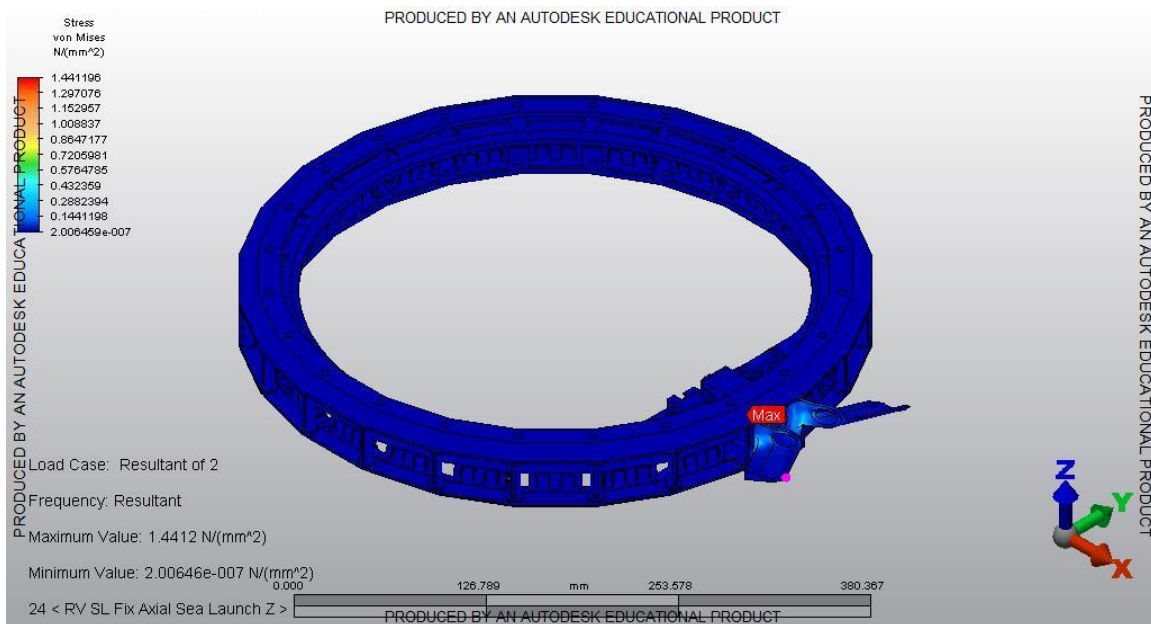 PRODUCED BY AN AUTODESK EDUCATIONAL PRODUCT
Stress
von Mises
N/(mm^2)
1.441196
1.297076
1.152957
1.008837
0.8647177
0.7205981
0.5764785
0.432359
0.2882394
0.1441198
2.006459e-007
PRODUCED BY AN AUTODESK EDUCATIONAL PRODUCT
PRODUCED BY AN AUTODESK EDUCATIONAL PRODUCT
Max
Load Case: Resultant of 2
Frequency: Resultant
Maximum Value: 1.4412 N/(mm^2)
Minimum Value: 2.00646e-007 N/(mm^2)
0.000 126.789 mm 253.578 380.367
24 < RV SL Fix Axial Sea Launch Z >
PRODUCED BY AN AUTODESK EDUCATIONAL PRODUCT
Z
Y
X